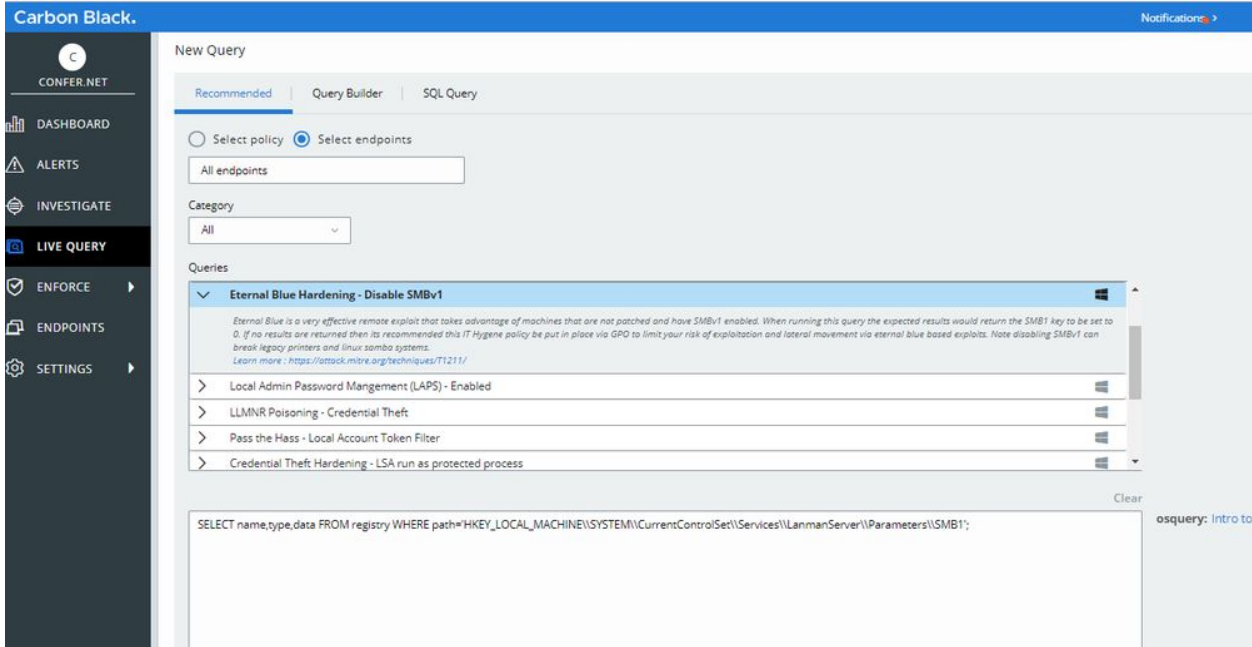 Carbon Black.
Notifications >
C
CONFER.NET
DASHBOARD
ALERTS
INVESTIGATE
LIVE QUERY
ENFORCE
ENDPOINTS
SETTINGS
New Query
Recommended | Query Builder | SQL Query
Select policy Select endpoints
All endpoints
Category
All
Queries
Eternal Blue Hardening - Disable SMBv1
Eternal Blue is a very effective remote exploit that takes advantage of machines that are not patched and have SMBv1 enabled. When running this query the expected results would return the SMB1 key to be set to
0. If no results are returned then its recommended this IT Hygene policy be put in place via GPO to limit your risk of exploitation and lateral movement via eternal blue based exploits. Note disabling SMBv1 can
break legacy printers and linux samba systems.
Learn more : https://attack.mitre.org/techniques/T1211/
Local Admin Password Mangement (LAPS) - Enabled
LLMNR Poisoning - Credential Theft
Pass the Hass - Local Account Token Filter
Credential Theft Hardening - LSA run as protected process
Clear
SELECT name,type,data FROM registry WHERE path='HKEY_LOCAL_MACHINE\\SYSTEM\\CurrentControlSet\\Services\\LanmanServer\\Parameters\\SMB1';
osquery: Intro to